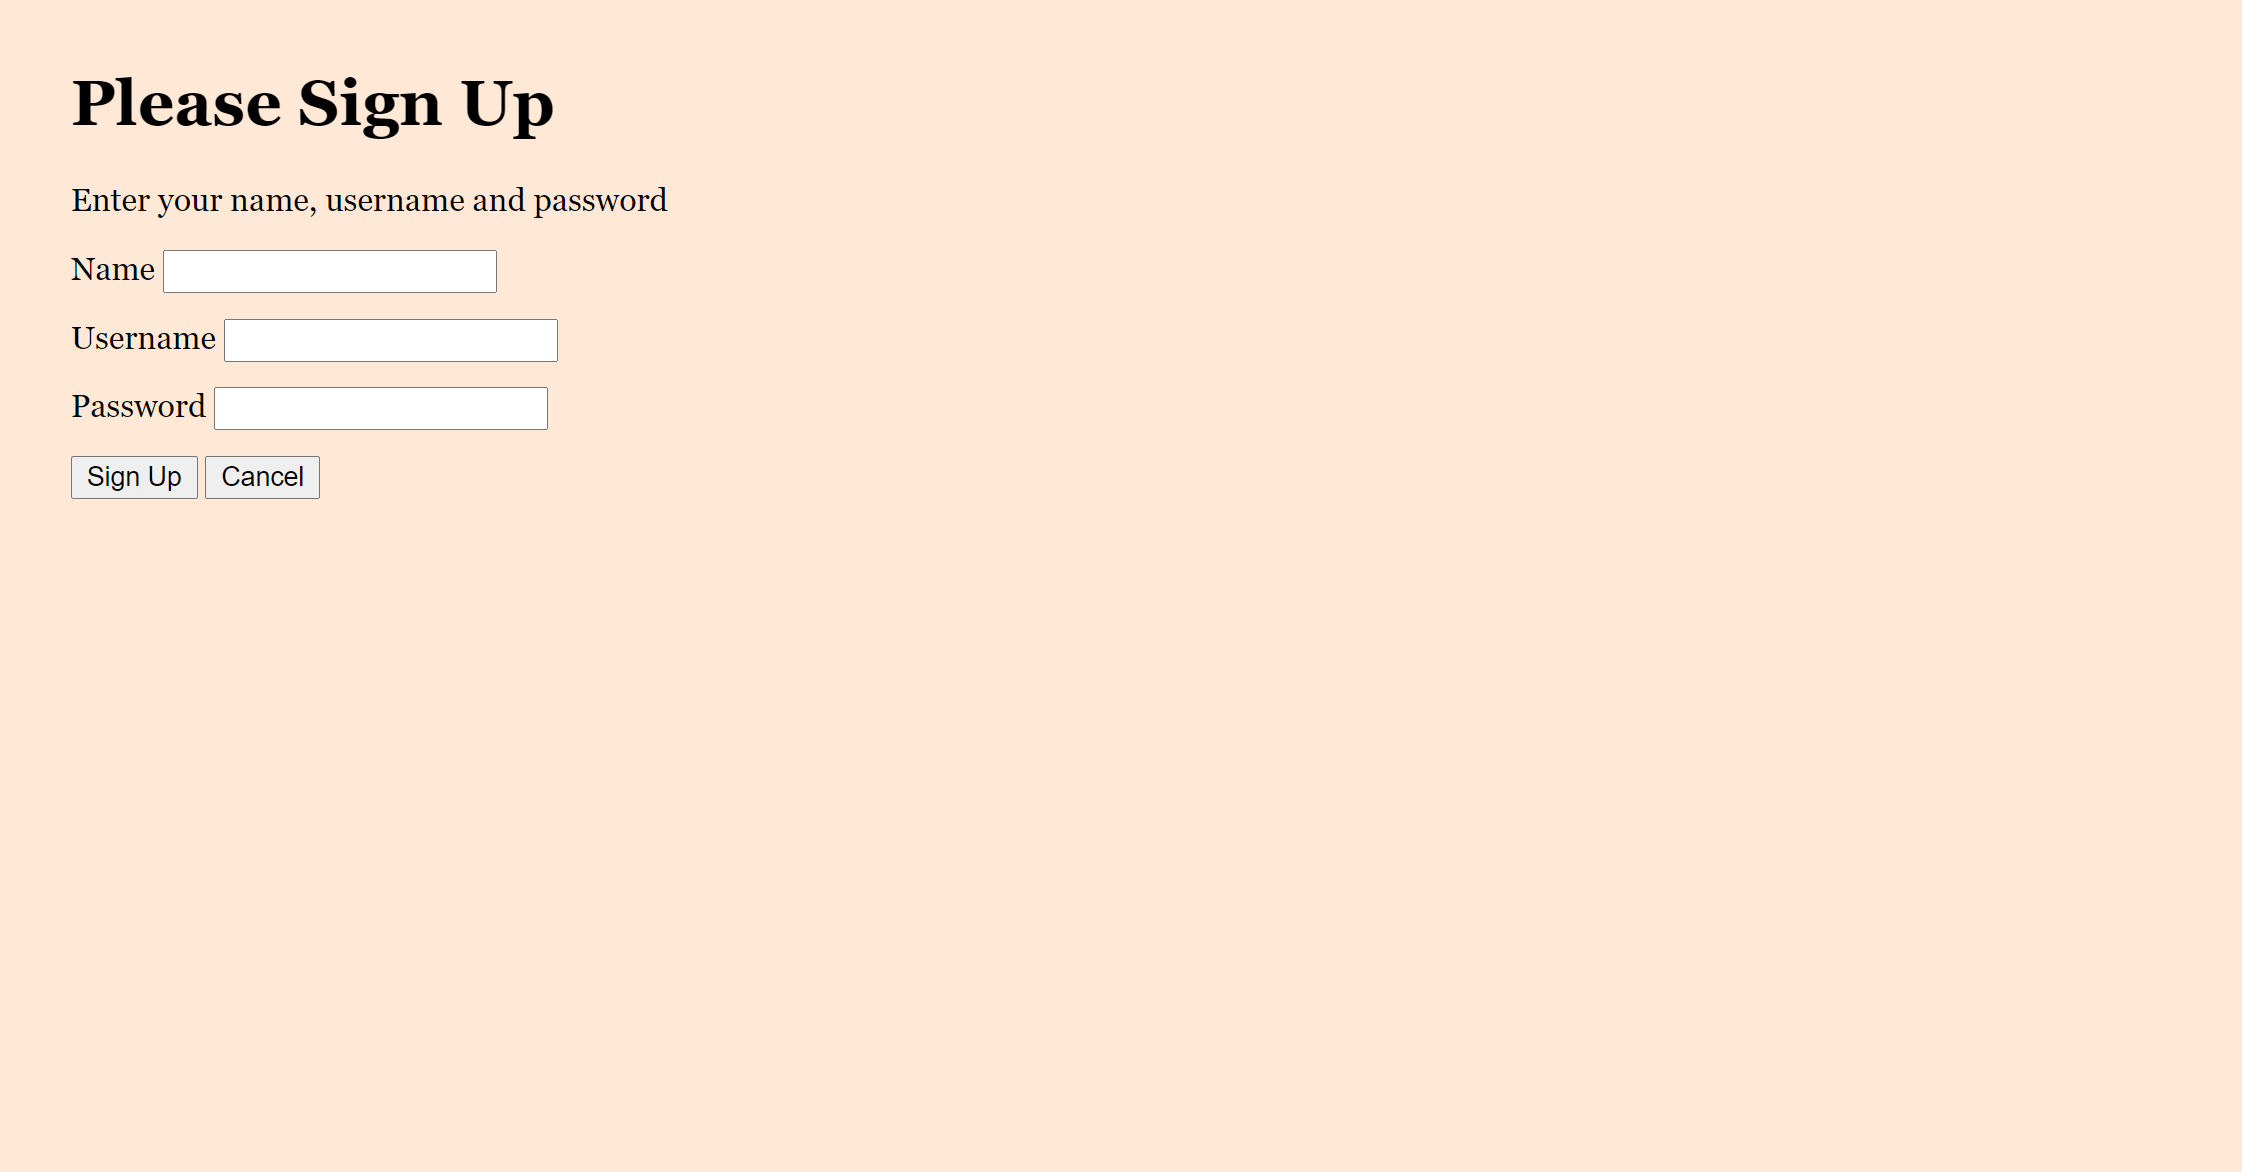 Please Sign Up
Enter your name, username and password
Name
Username
Password
Sign Up Cancel